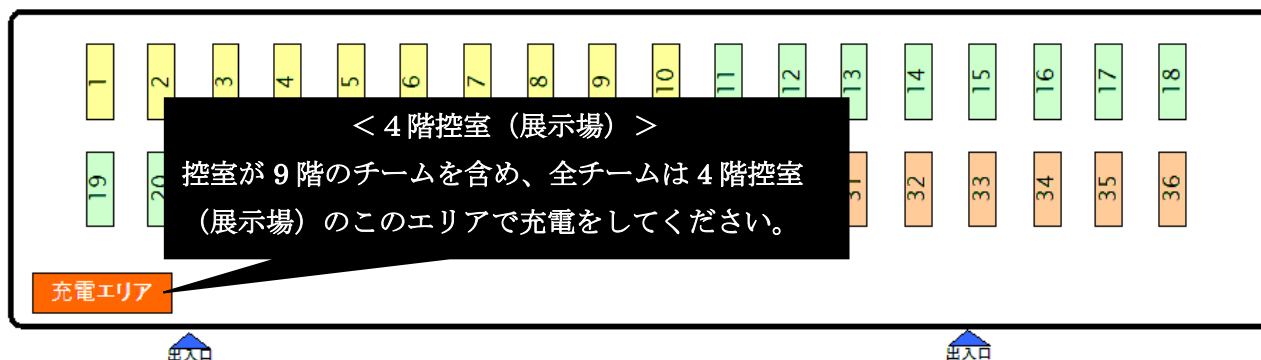 1 2 3 4 5 6 7 8 9 10 11 12 13 14 15 16 17 18
<4階控室(展示場)>
控室が9階のチームを含め、全チームは4階控室
(展示場)のこのエリアで充電をしてください。
19 20 31 32 33 34 35 36
充電エリア
出入口 出入口